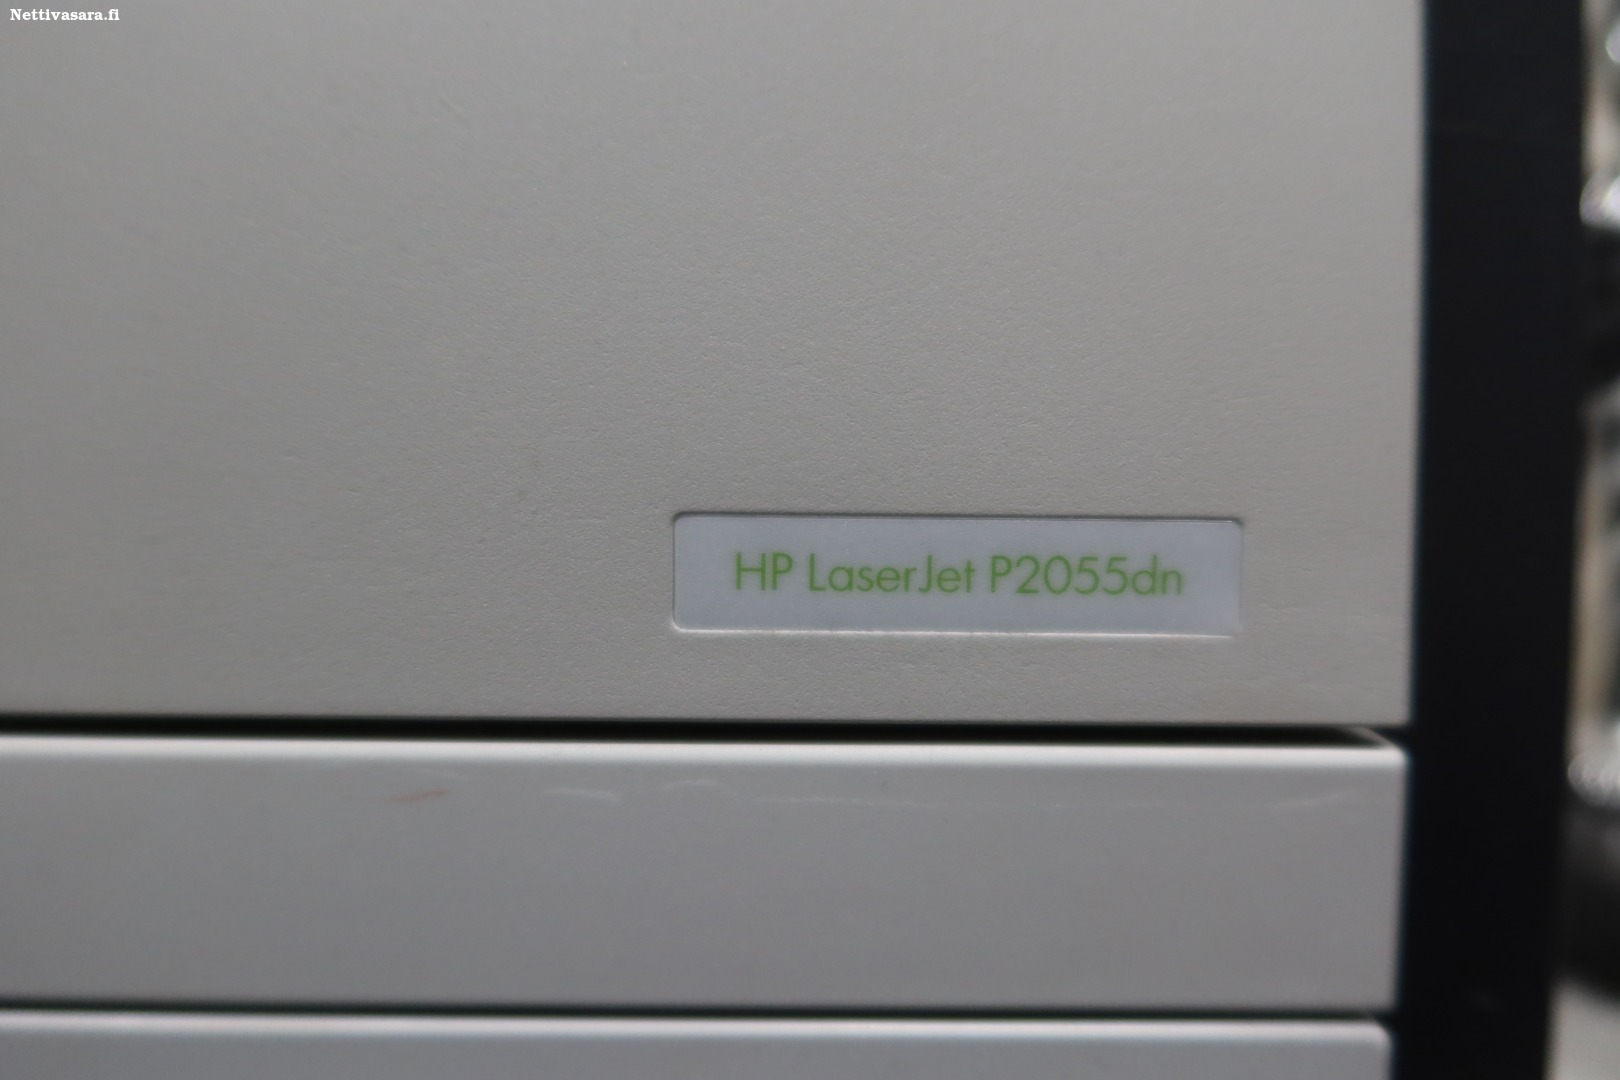 Nettivasara.fi
HP LaserJet P2055dn